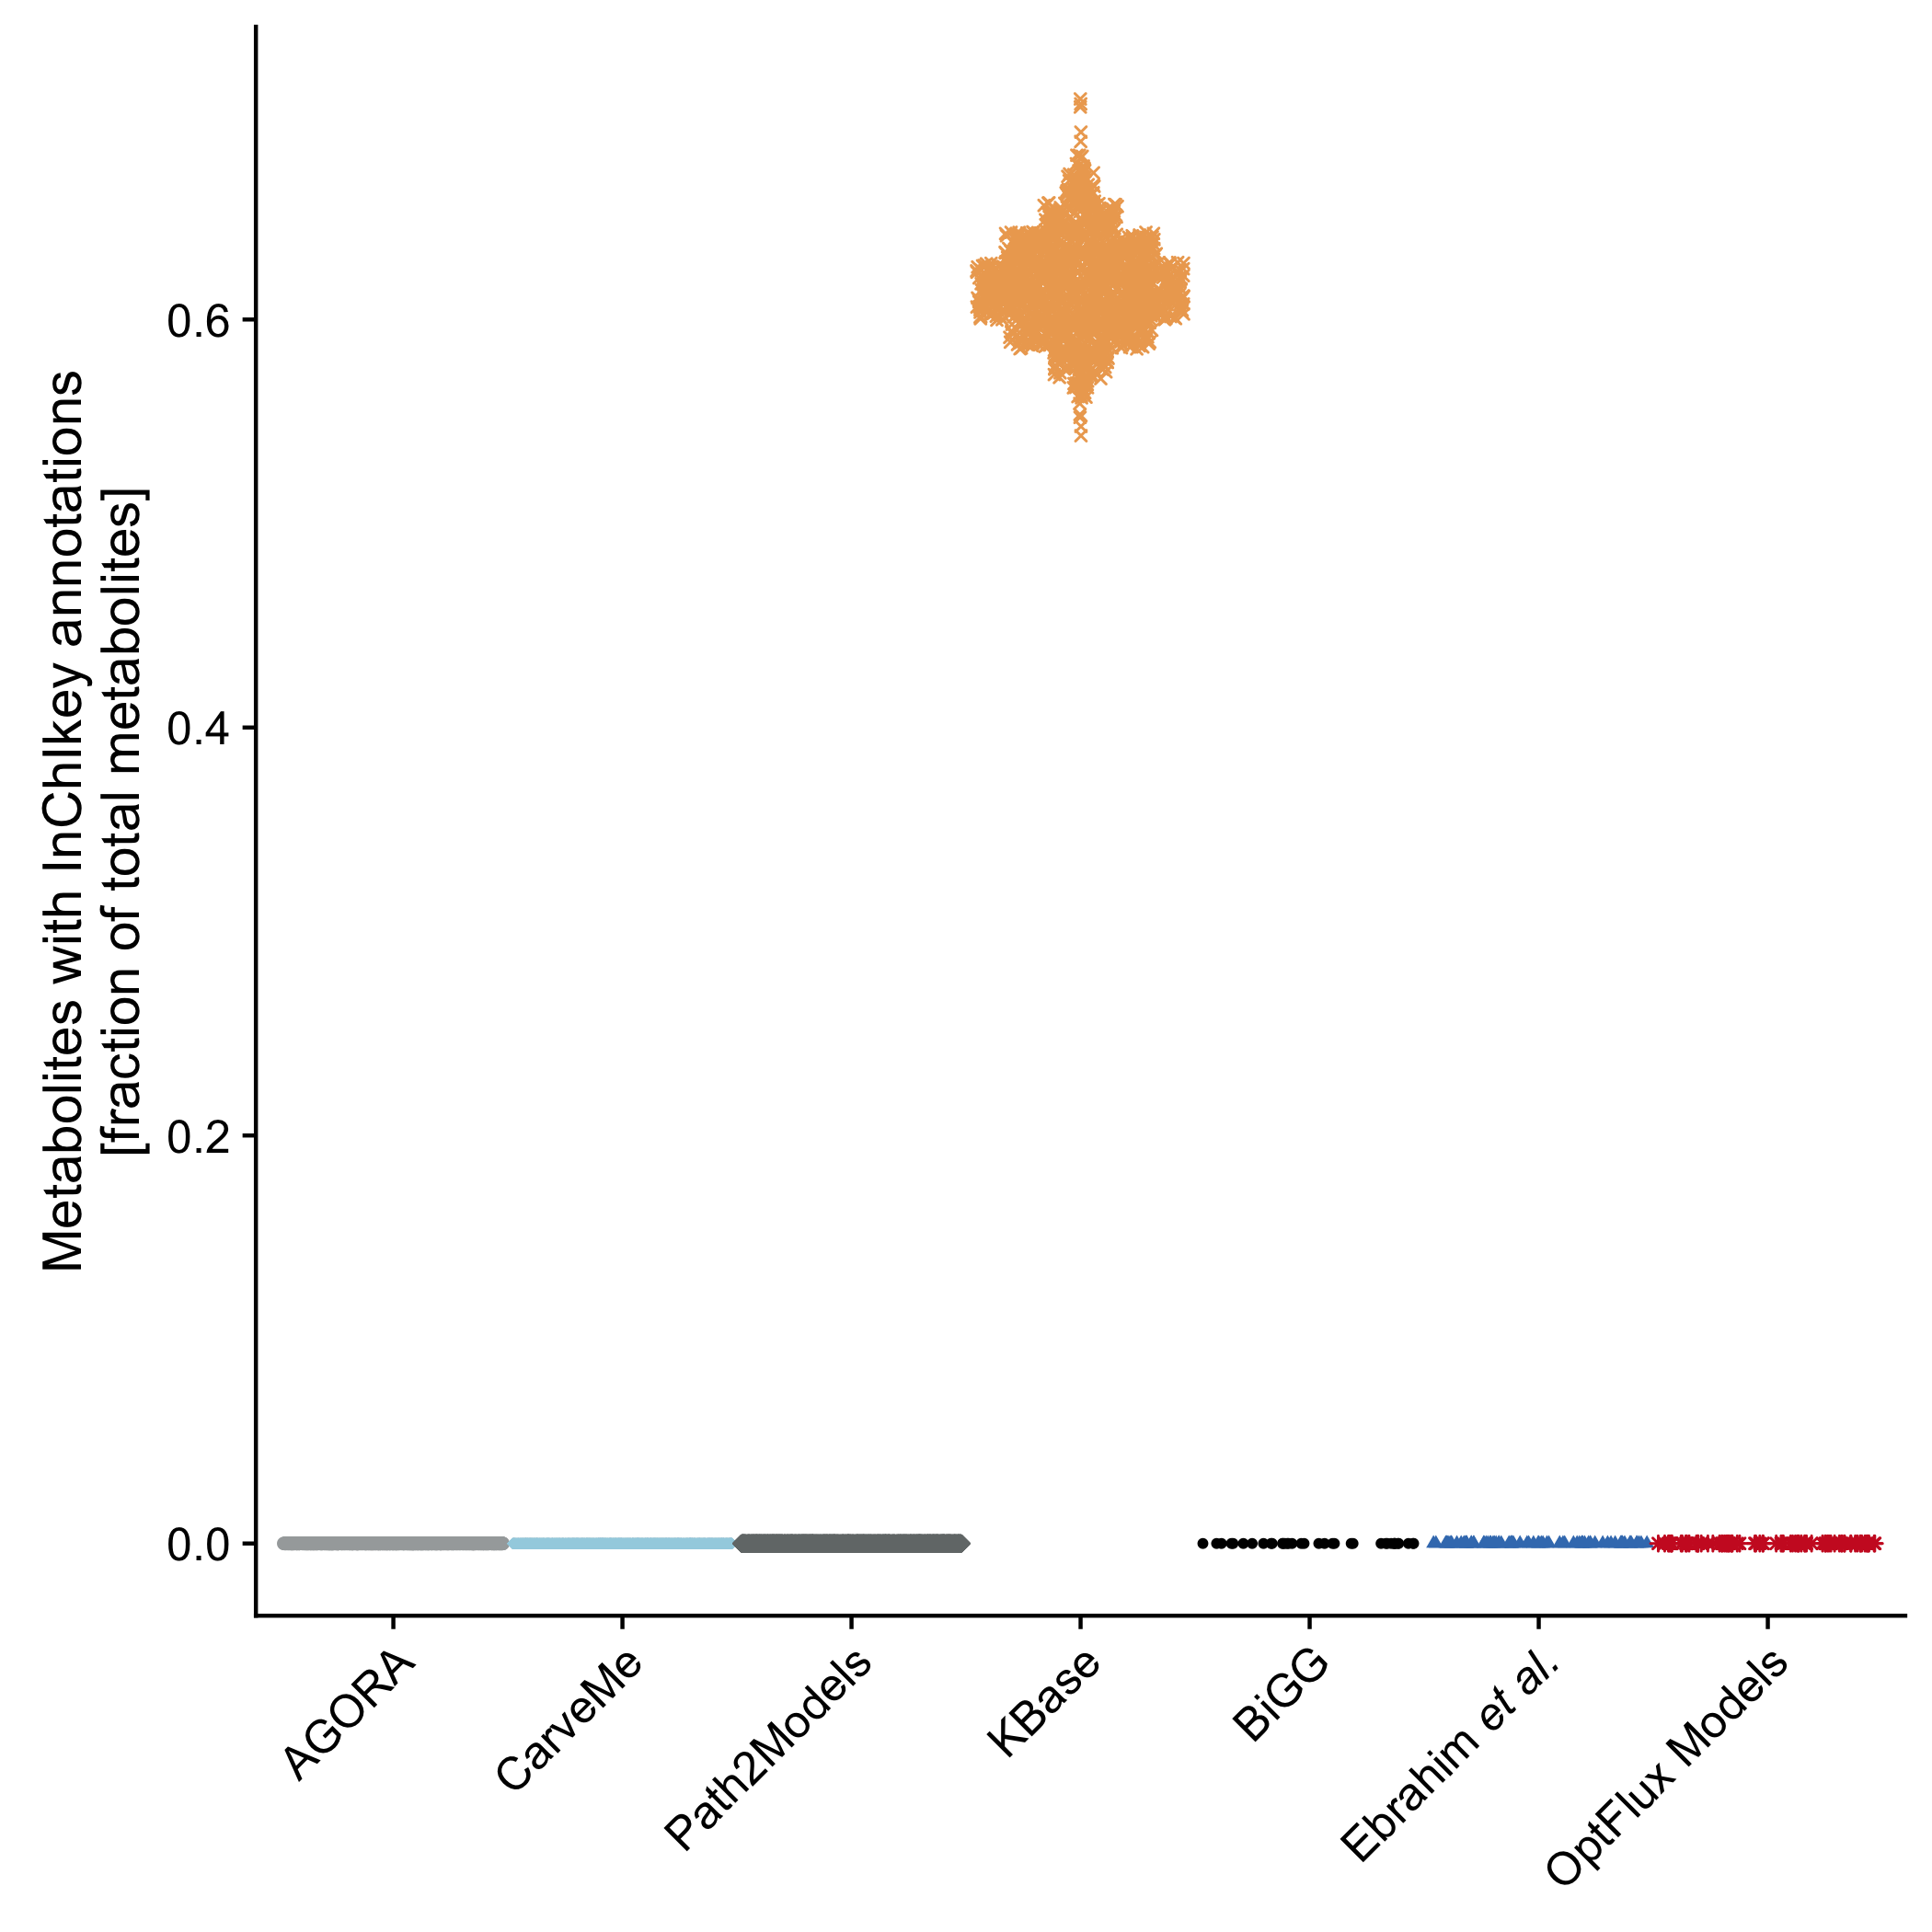 Metabolites with InChIkey annotations
[fraction of total metabolites]
0.6
0.4
0.2
0.0
AGORA
CarveMe
Path2Models
KBase
BiGG
Ebrahim et al.
OptFlux Models